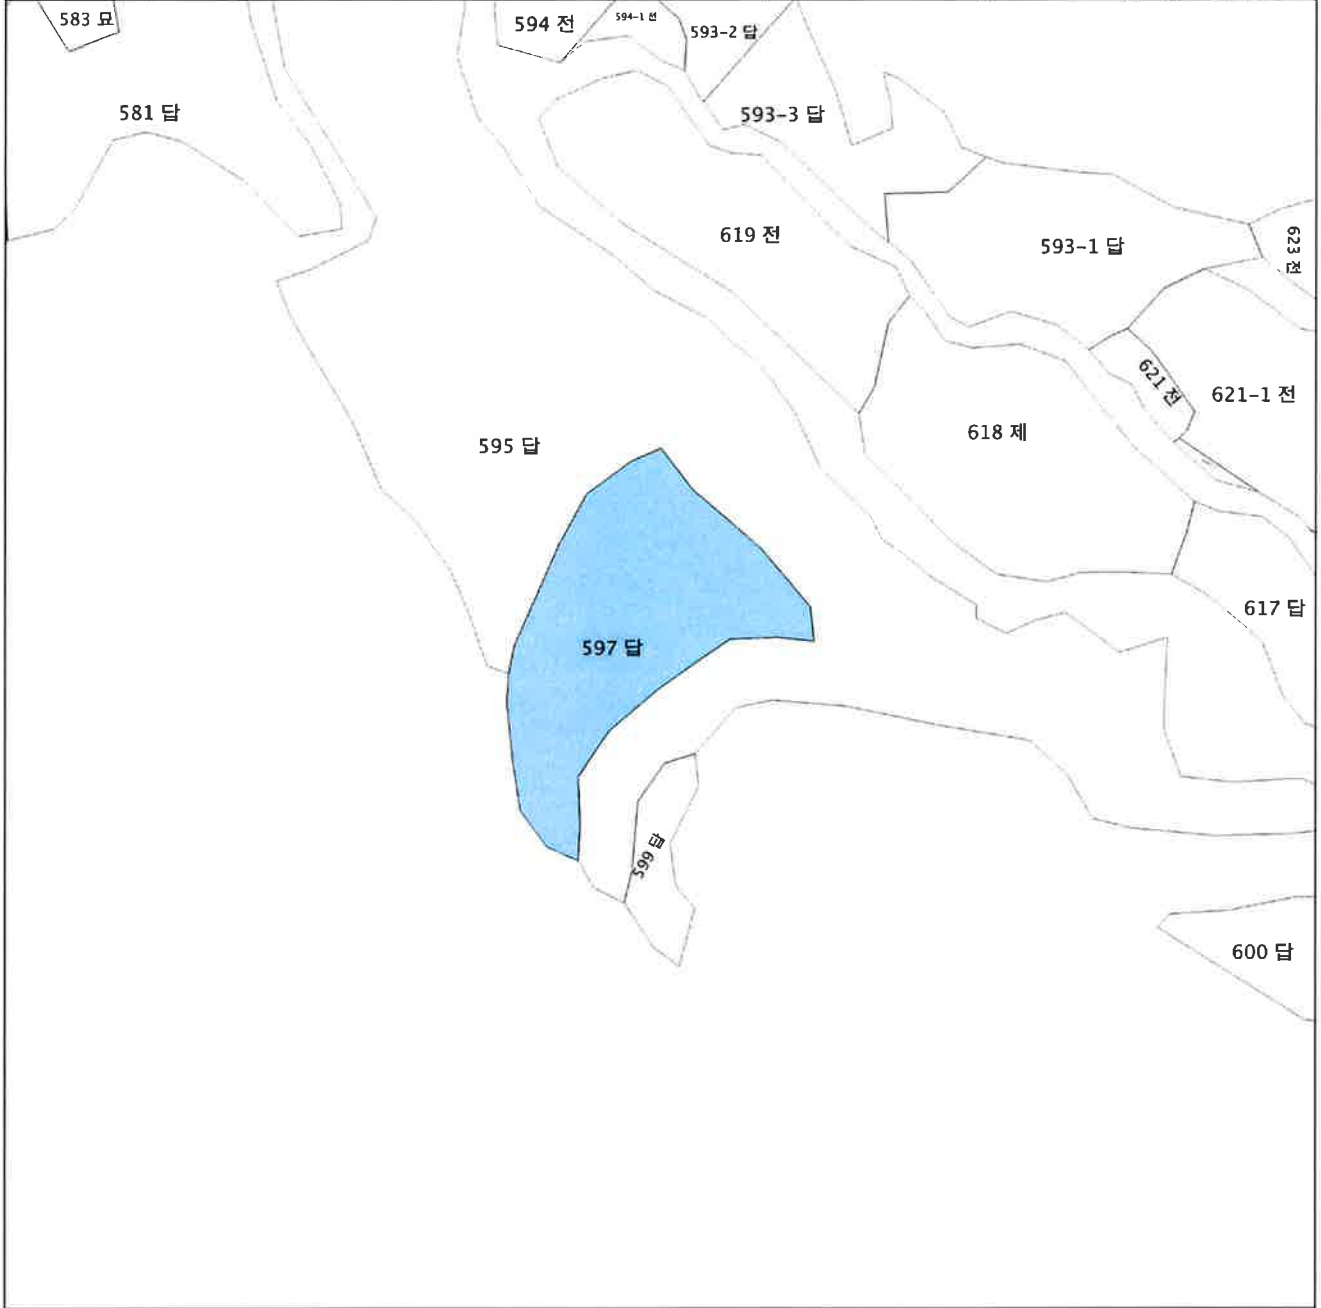 583 묘
594 전
594-1 전
593-2 답
581 답
593-3 답
619 전
593-1 답
623 전
621 전
621-1 전
595 답
618 제
617 답
597 답
599 답
600 답